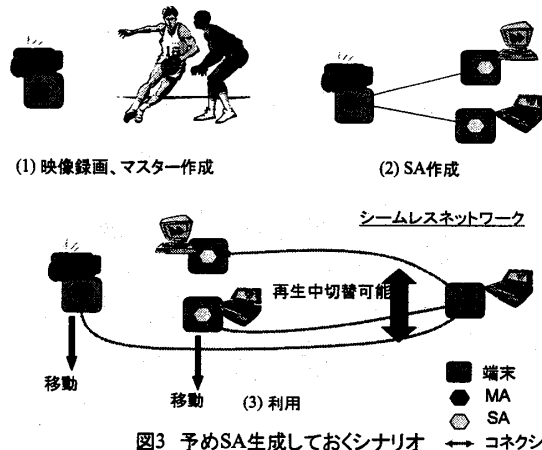 (1) 映像録画、マスター作成
(2) SA作成
シームレスネットワーク
再生中切替可能
移動
移動
(3) 利用
端末
MA
SA
コネクシ
図3 予めSA生成しておくシナリオ